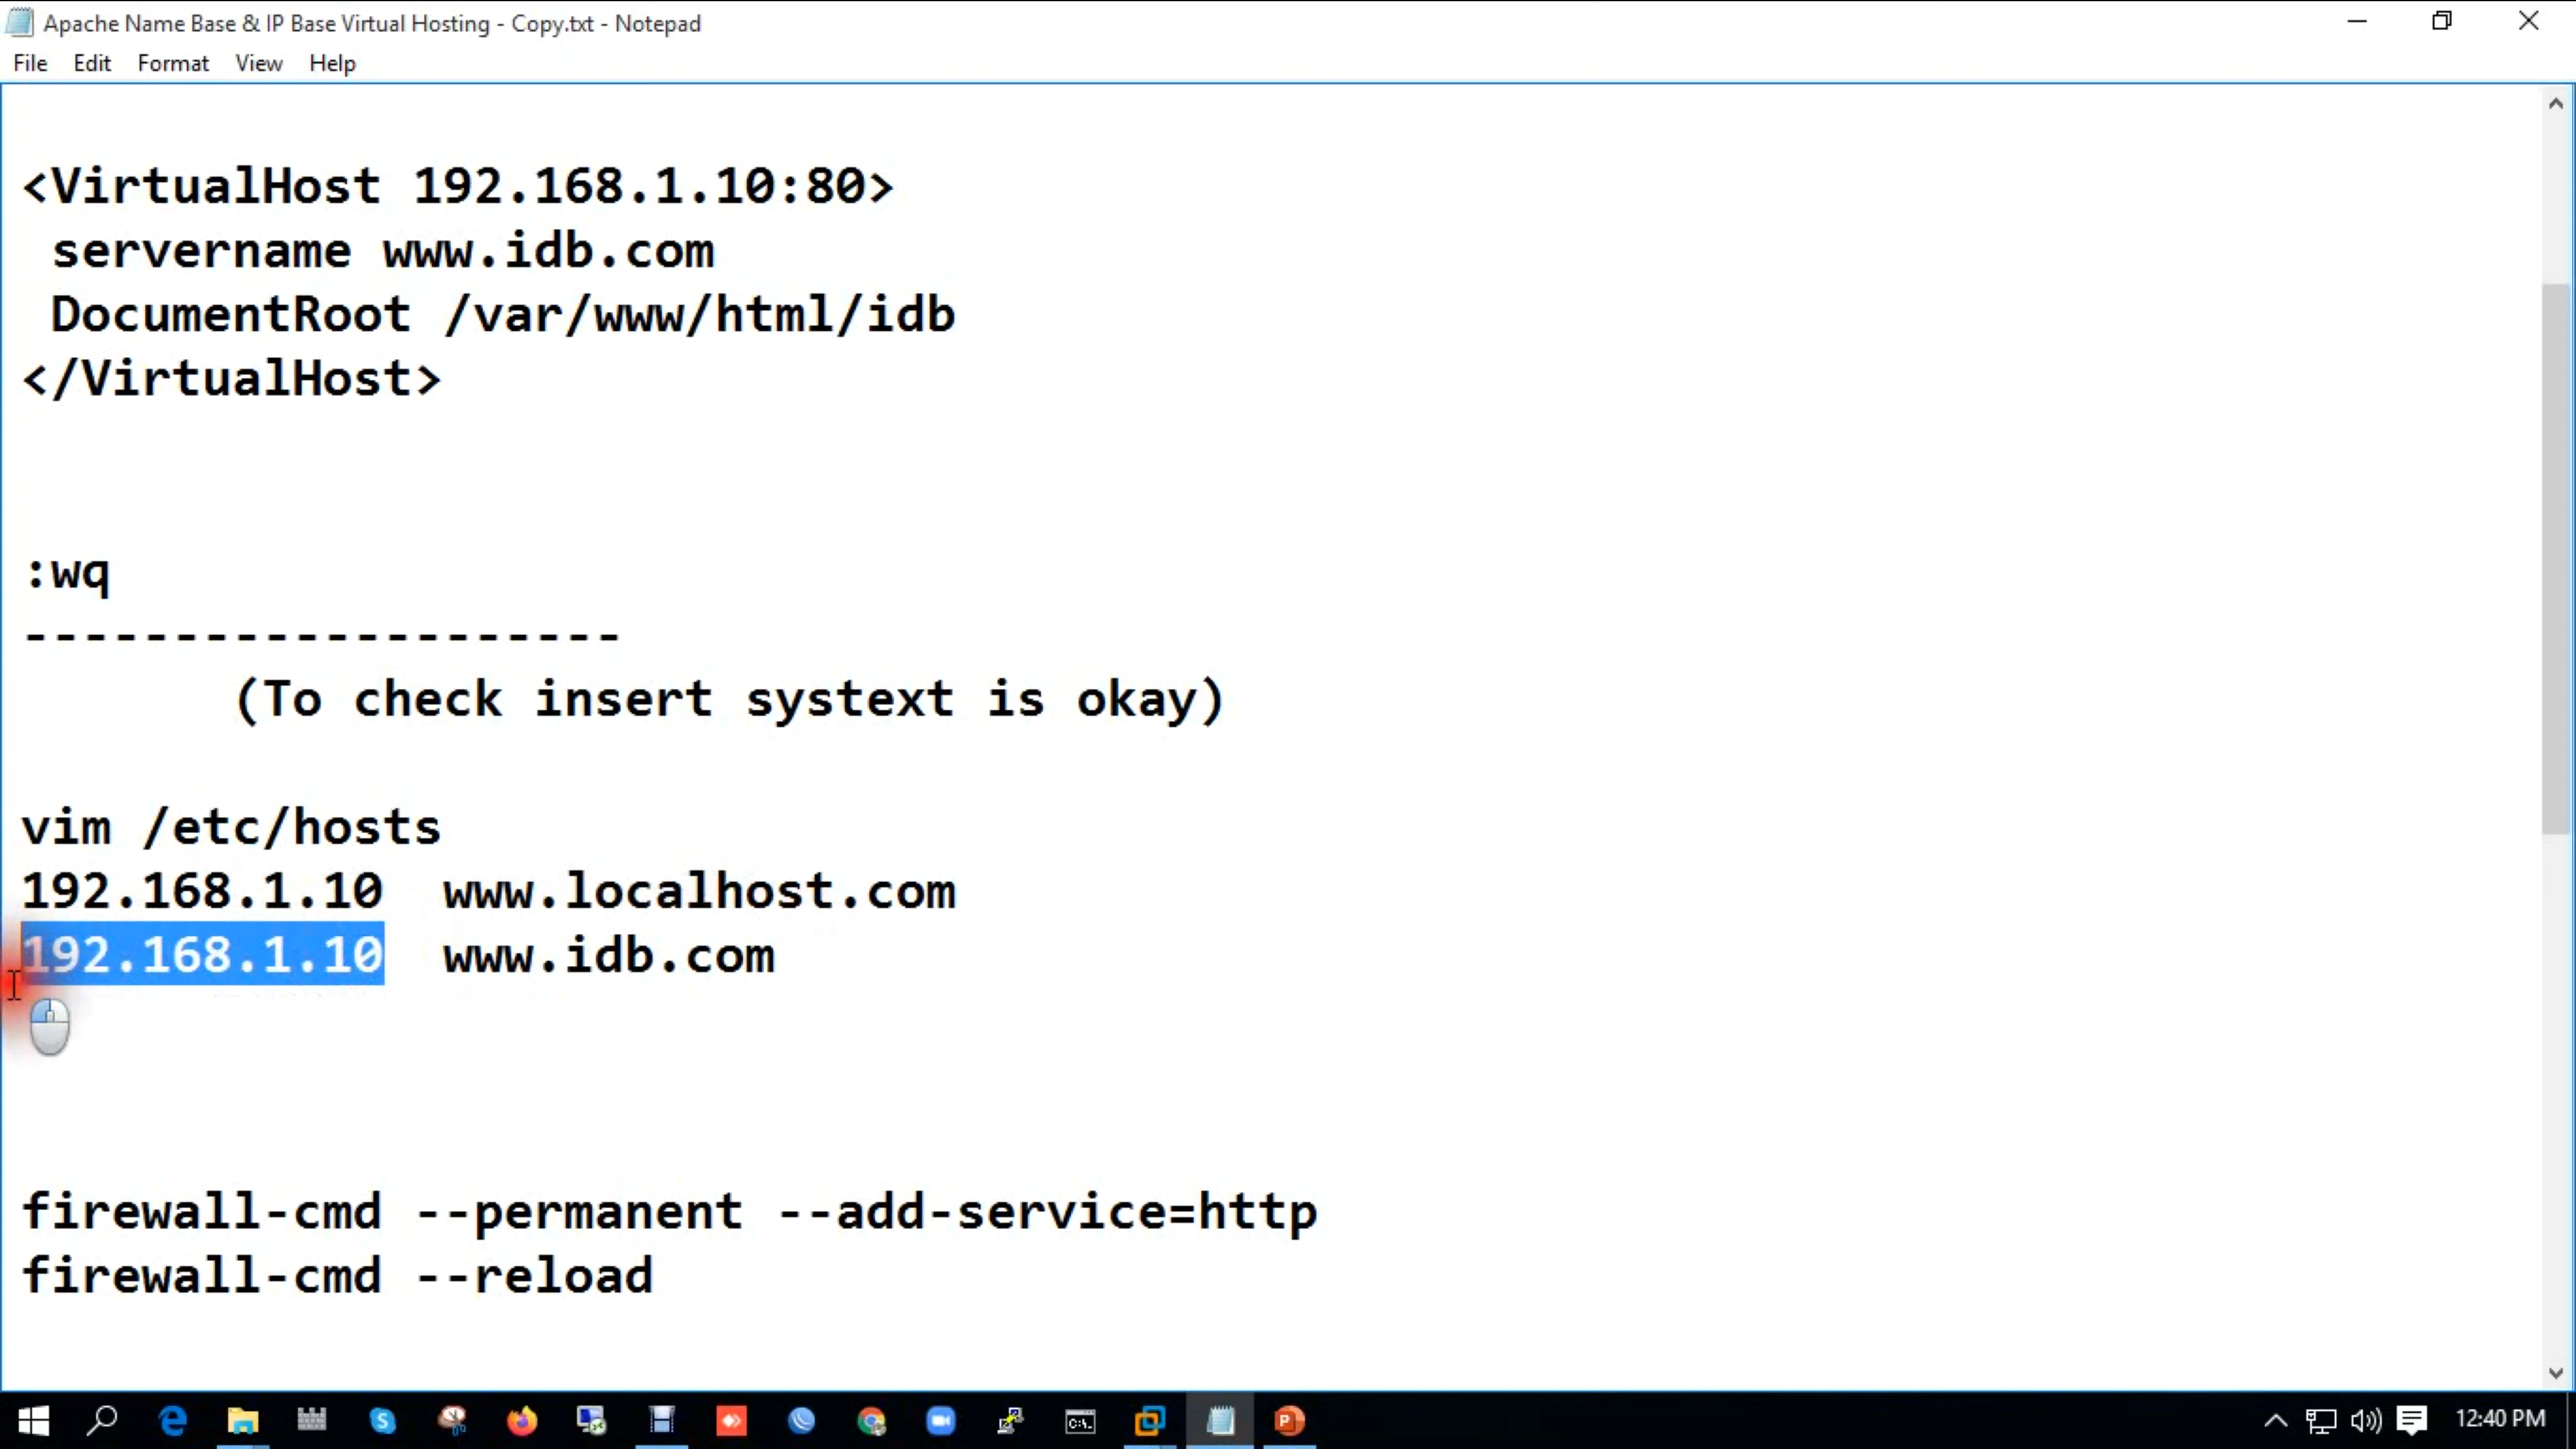 Apache Name Base & IP Base Virtual Hosting - Copy.txt - Notepad
File Edit Format View Help
<VirtualHost 192.168.1.10:80>
servername www.idb.com
DocumentRoot /var/www/html/idb
</VirtualHost>
:wq
--------------------
(To check insert systext is okay)
vim /etc/hosts
192.168.1.10 www.localhost.com
192.168.1.10 www.idb.com
firewall-cmd --permanent --add-service=http
firewall-cmd --reload
12:40 PM